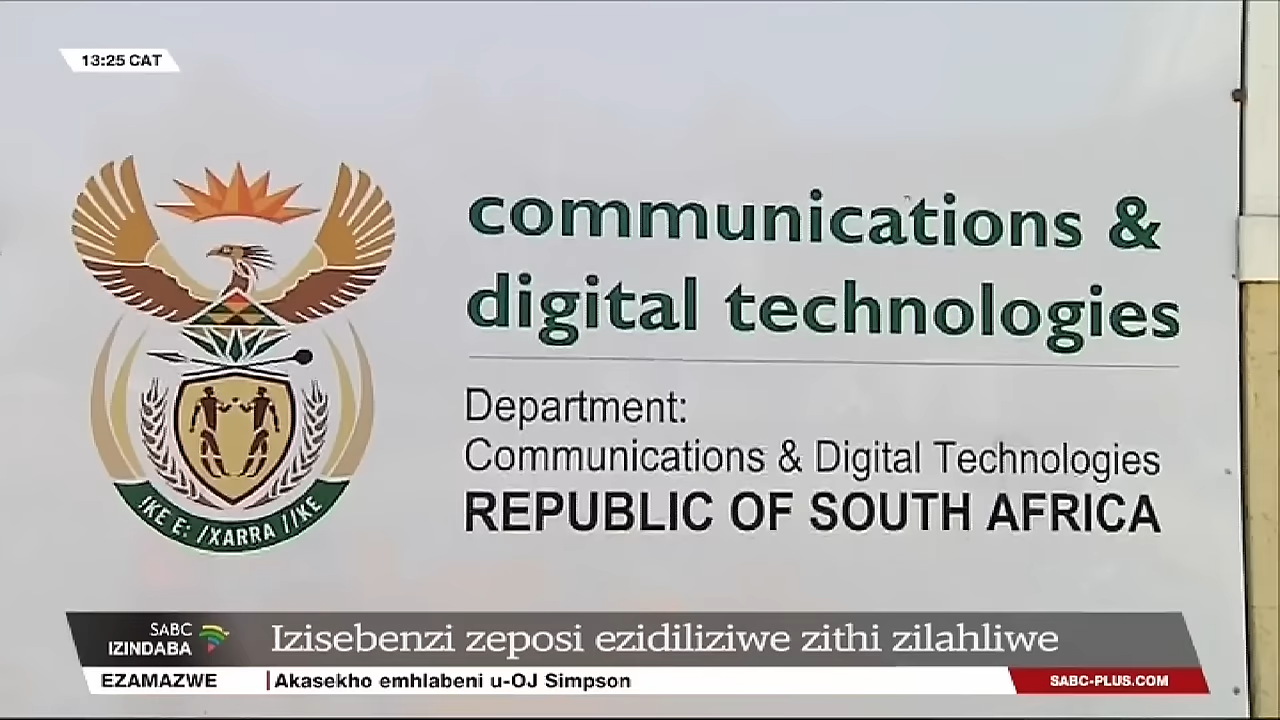 13:25 CAT
communications &
digital technologies
Department:
Communications & Digital Technologies
REPUBLIC OF SOUTH AFRICA
!KE E: /XARRA //KE
SABC
IZINDABA
Izisebenzi zeposi ezidiliziwe zithi zilahliwe
EZAMAZWE
Akasekho emhlabeni u-OJ Simpson
SABC-PLUS.COM